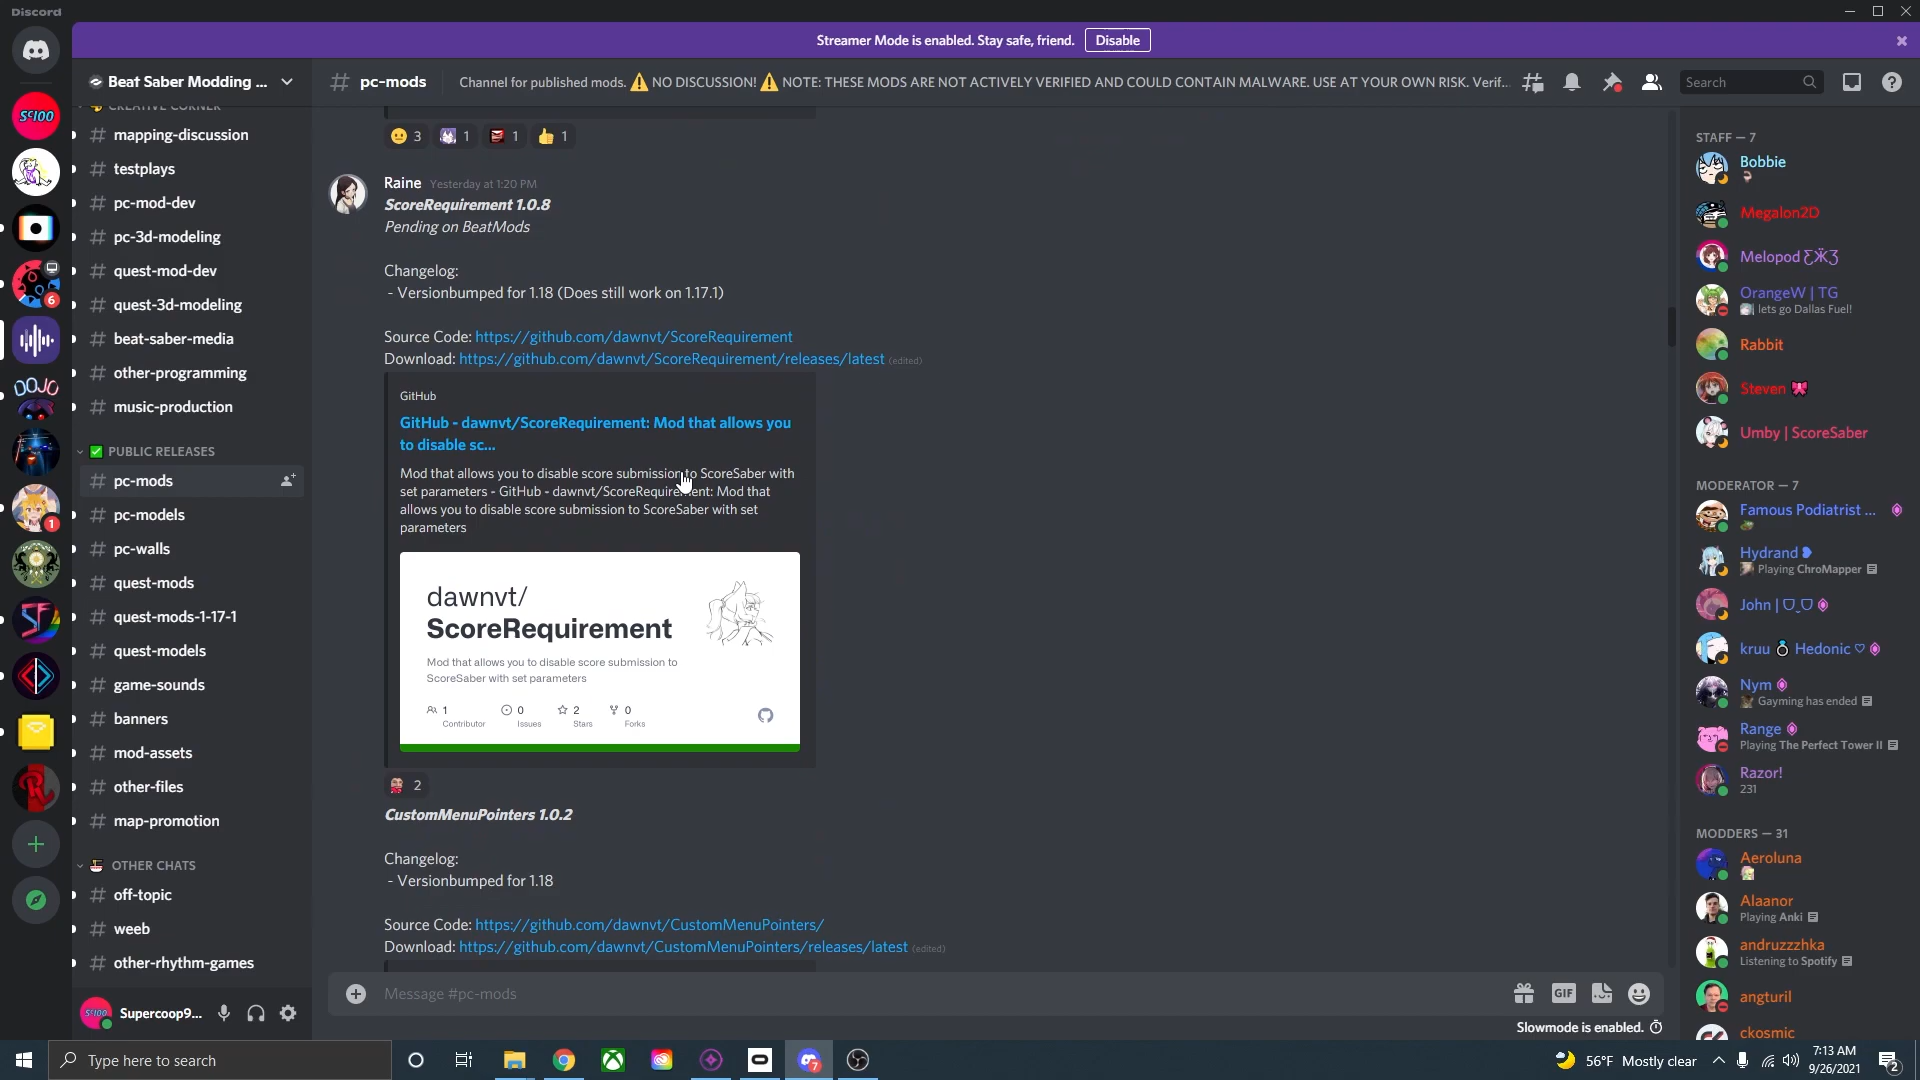 Discord
Streamer Mode is enabled. Stay safe, friend. Disable
Beat Saber Modding ...
# pc-mods
Channel for published mods. ⚠ NO DISCUSSION! ⚠ NOTE: THESE MODS ARE NOT ACTIVELY VERIFIED AND COULD CONTAIN MALWARE. USE AT YOUR OWN RISK. Verif...
Search
CREATIVE CORNER
# mapping-discussion
# testplays
# pc-mod-dev
# pc-3d-modeling
# quest-mod-dev
# quest-3d-modeling
# beat-saber-media
# other-programming
# music-production
PUBLIC RELEASES
# pc-mods
# pc-models
# pc-walls
# quest-mods
# quest-mods-1-17-1
# quest-models
# game-sounds
# banners
# mod-assets
# other-files
# map-promotion
OTHER CHATS
# off-topic
# weeb
# other-rhythm-games
SC100
6
DOJO
1
SF
R
SC100
Supercoop9...
3 1 1 1
Raine Yesterday at 1:20 PM
ScoreRequirement 1.0.8
Pending on BeatMods
Changelog:
- Versionbumped for 1.18 (Does still work on 1.17.1)
Source Code: https://github.com/dawnvt/ScoreRequirement
Download: https://github.com/dawnvt/ScoreRequirement/releases/latest (edited)
GitHub
GitHub - dawnvt/ScoreRequirement: Mod that allows you
to disable sc...
Mod that allows you to disable score submission to ScoreSaber with
set parameters - GitHub - dawnvt/ScoreRequirement: Mod that
allows you to disable score submission to ScoreSaber with set
parameters
dawnvt/
ScoreRequirement
Mod that allows you to disable score submission to
ScoreSaber with set parameters
1 0 2 0
Contributor Issues Stars Forks
2
CustomMenuPointers 1.0.2
Changelog:
- Versionbumped for 1.18
Source Code: https://github.com/dawnvt/CustomMenuPointers/
Download: https://github.com/dawnvt/CustomMenuPointers/releases/latest (edited)
Message #pc-mods
GIF
Slowmode is enabled.
STAFF — 7
Bobbie
Megalon2D
Melopod ƸӜƷ
OrangeW | TG
lets go Dallas Fuel!
Rabbit
Steven
Umby | ScoreSaber
MODERATOR — 7
Famous Podiatrist ...
Hydrand
Playing ChroMapper
John |
kruu 💍 Hedonic ♡
Nym
Gayming has ended
Range
Playing The Perfect Tower II
Razor!
231
MODDERS — 31
Aeroluna
Alaanor
Playing Anki
andruzzzhka
Listening to Spotify
angturil
ckosmic
Type here to search
7
56°F Mostly clear
7:13 AM
9/26/2021
2